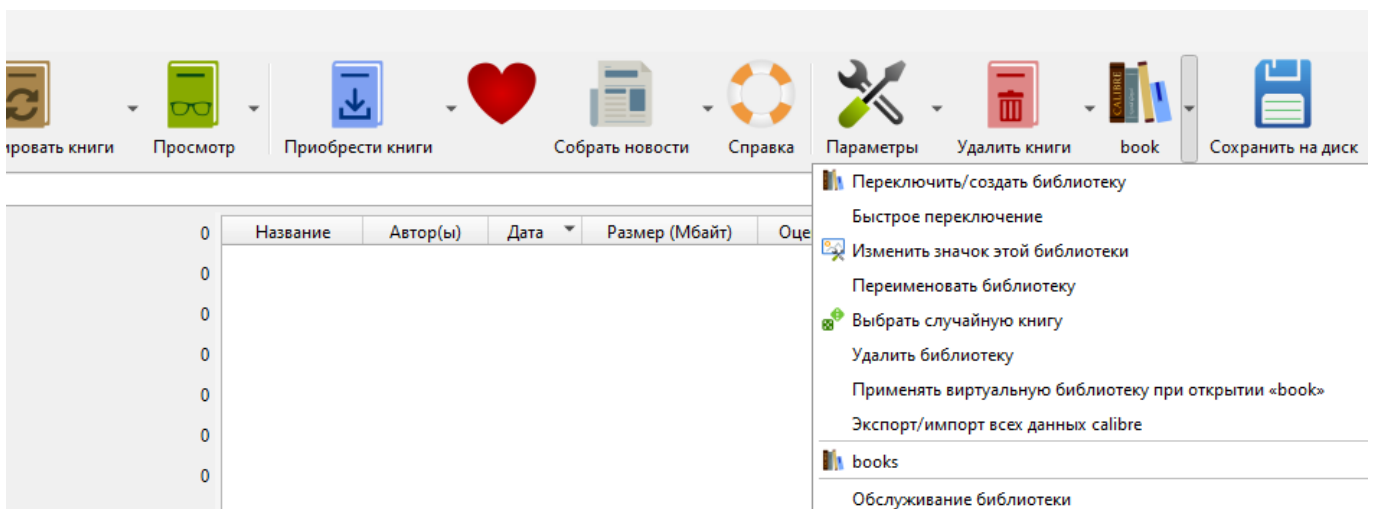 ировать книги
Просмотр
Приобрести книги
Собрать новости
Справка
Параметры
Удалить книги
CALIBRE
book
Сохранить на диск
Переключить/создать библиотеку
Быстрое переключение
Изменить значок этой библиотеки
Переименовать библиотеку
Выбрать случайную книгу
Удалить библиотеку
Применять виртуальную библиотеку при открытии «book»
Экспорт/импорт всех данных calibre
books
Обслуживание библиотеки
Название Автор(ы) Дата Размер (Мбайт) Оце
0
0
0
0
0
0
0